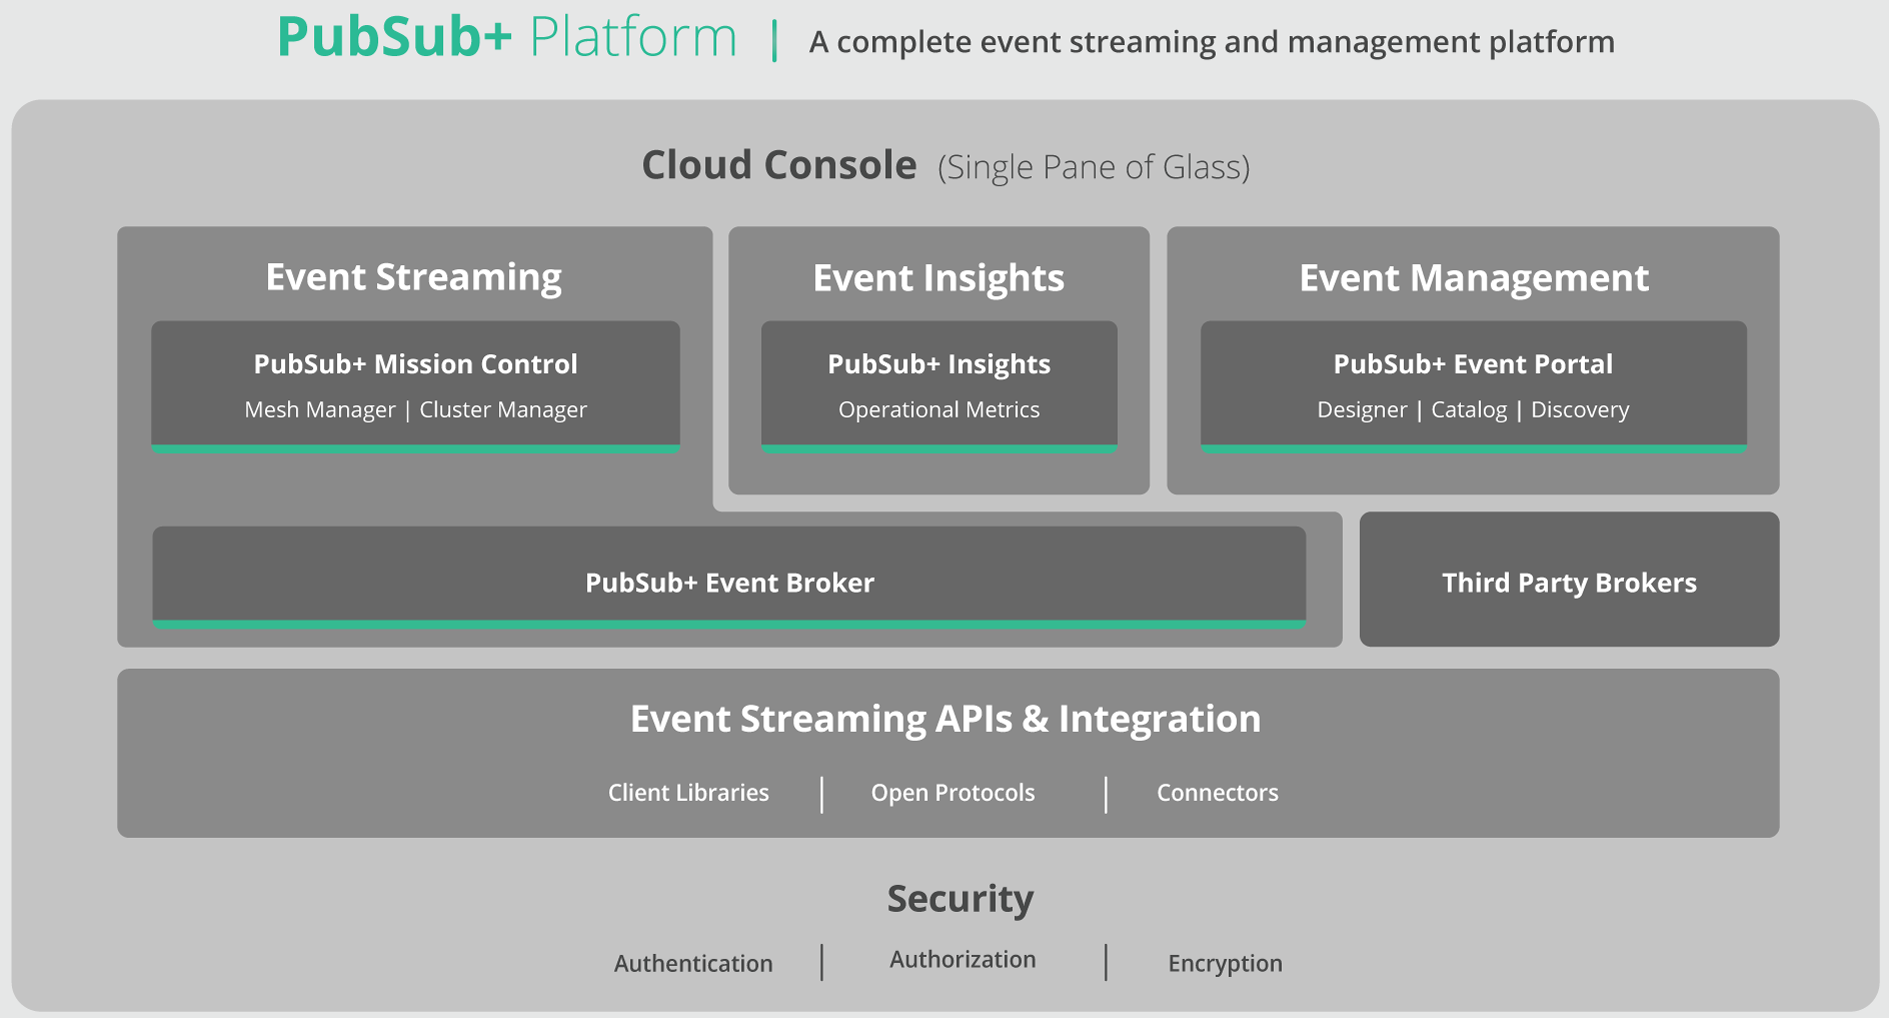 PubSub+ Platform | A complete event streaming and management platform
Cloud Console (Single Pane of Glass)
Event Streaming
PubSub+ Mission Control
Mesh Manager | Cluster Manager
Event Insights
PubSub+ Insights
Operational Metrics
Event Management
PubSub+ Event Portal
Designer | Catalog | Discovery
PubSub+ Event Broker
Third Party Brokers
Event Streaming APIs & Integration
Client Libraries | Open Protocols | Connectors
Security
Authentication | Authorization | Encryption